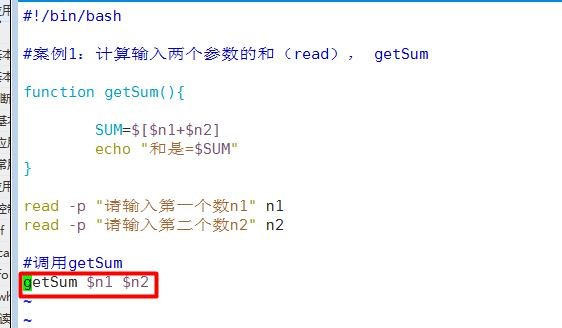 #!/bin/bash
#案例1：计算输入两个参数的和（read）， getSum
function getSum(){
SUM=$[$n1+$n2]
echo "和是=$SUM"
}
read -p "请输入第一个数n1" n1
read -p "请输入第二个数n2" n2
#调用getSum
getSum $n1 $n2
~
~